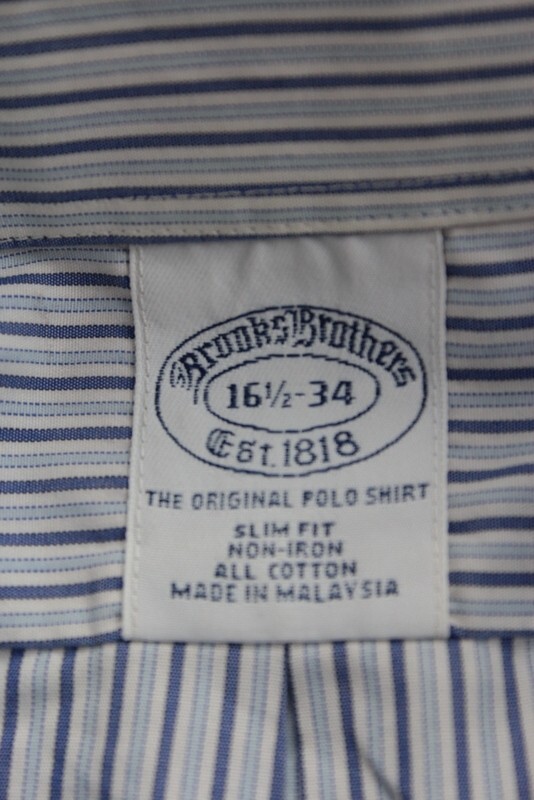 Brooks Brothers
16½-34
Est. 1818
THE ORIGINAL POLO SHIRT
SLIM FIT
NON-IRON
ALL COTTON
MADE IN MALAYSIA